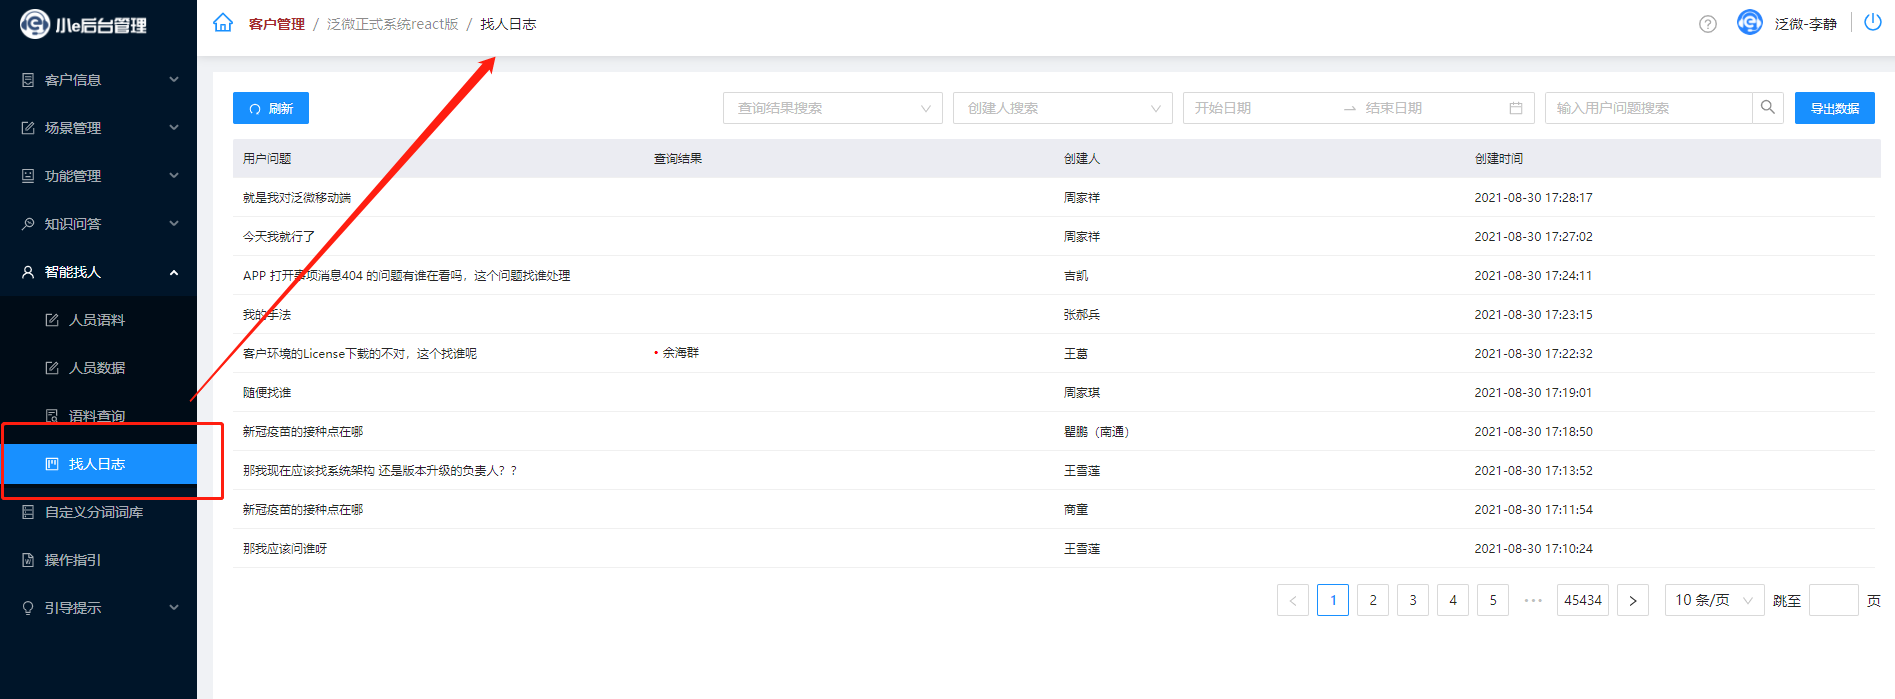 小e后台管理
客户管理 / 泛微正式系统react版 / 找人日志
泛微-李静
客户信息
场景管理
功能管理
知识问答
智能找人
人员语料
人员数据
语料查询
找人日志
自定义分词词库
操作指引
引导提示
刷新
查询结果搜索
创建人搜索
开始日期
结束日期
输入用户问题搜索
导出数据
用户问题 查询结果 创建人 创建时间
就是我对泛微移动端 周家祥 2021-08-30 17:28:17
今天我就行了 周家祥 2021-08-30 17:27:02
APP 打开事项消息404 的问题有谁在看吗，这个问题找谁处理 吉凯 2021-08-30 17:24:11
我的手法 张郝兵 2021-08-30 17:23:15
客户环境的License下载的不对，这个找谁呢 • 余海群 王葛 2021-08-30 17:22:32
随便找谁 周家琪 2021-08-30 17:19:01
新冠疫苗的接种点在哪 瞿鹏（南通） 2021-08-30 17:18:50
那我现在应该找系统架构 还是版本升级的负责人？？ 王雪莲 2021-08-30 17:13:52
新冠疫苗的接种点在哪 商童 2021-08-30 17:11:54
那我应该问谁呀 王雪莲 2021-08-30 17:10:24
< 1 2 3 4 5 ••• 45434 > 10 条/页 跳至 页